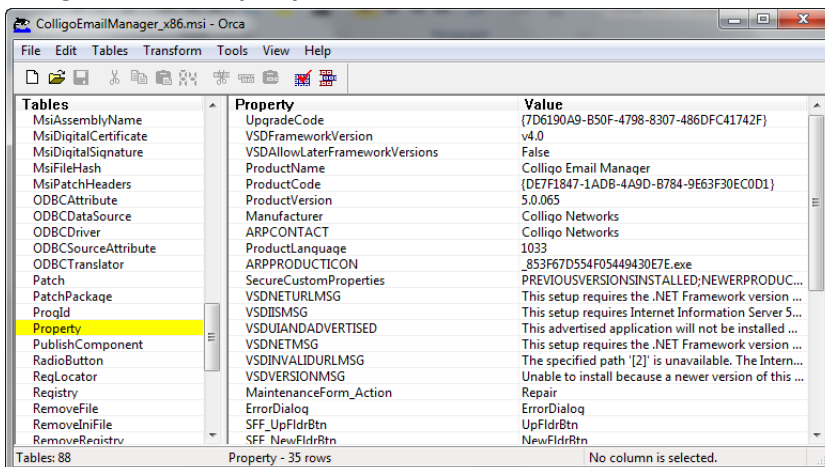 ColligoEmailManager_x86.msi - Orca
File Edit Tables Transform Tools View Help
Tables Property Value
MsiAssemblyName UpgradeCode {7D6190A9-B50F-4798-8307-486DFC41742F}
MsiDigitalCertificate VSDFrameworkVersion v4.0
MsiDigitalSignature VSDAllowLaterFrameworkVersions False
MsiFileHash ProductName Colligo Email Manager
MsiPatchHeaders ProductCode {DE7F1847-1ADB-4A9D-B784-9E63F30EC0D1}
ODBCAttribute ProductVersion 5.0.065
ODBCDataSource Manufacturer Colligo Networks
ODBCDriver ARPCONTACT Colligo Networks
ODBCSourceAttribute ProductLanguage 1033
ODBCTranslator ARPPRODUCTICON _853F67D554F05449430E7E.exe
Patch SecureCustomProperties PREVIOUSVERSIONSINSTALLED;NEWERPRODUC...
PatchPackage VSDNETURLMSG This setup requires the .NET Framework version ...
ProgId VSDIISMSG This setup requires Internet Information Server 5...
Property VSDUIANDADVERTISED This advertised application will not be installed ...
PublishComponent VSDNETMSG This setup requires the .NET Framework version ...
RadioButton VSDINVALIDURLMSG The specified path '[2]' is unavailable. The Intern...
RegLocator VSDVERSIONMSG Unable to install because a newer version of this ...
Registry MaintenanceForm_Action Repair
RemoveFile ErrorDialog ErrorDialog
RemoveIniFile SFF_UpFldrBtn UpFldrBtn
RemoveRegistry SFF_NewFldrBtn NewFldrBtn
Tables: 88 Property - 35 rows No column is selected.